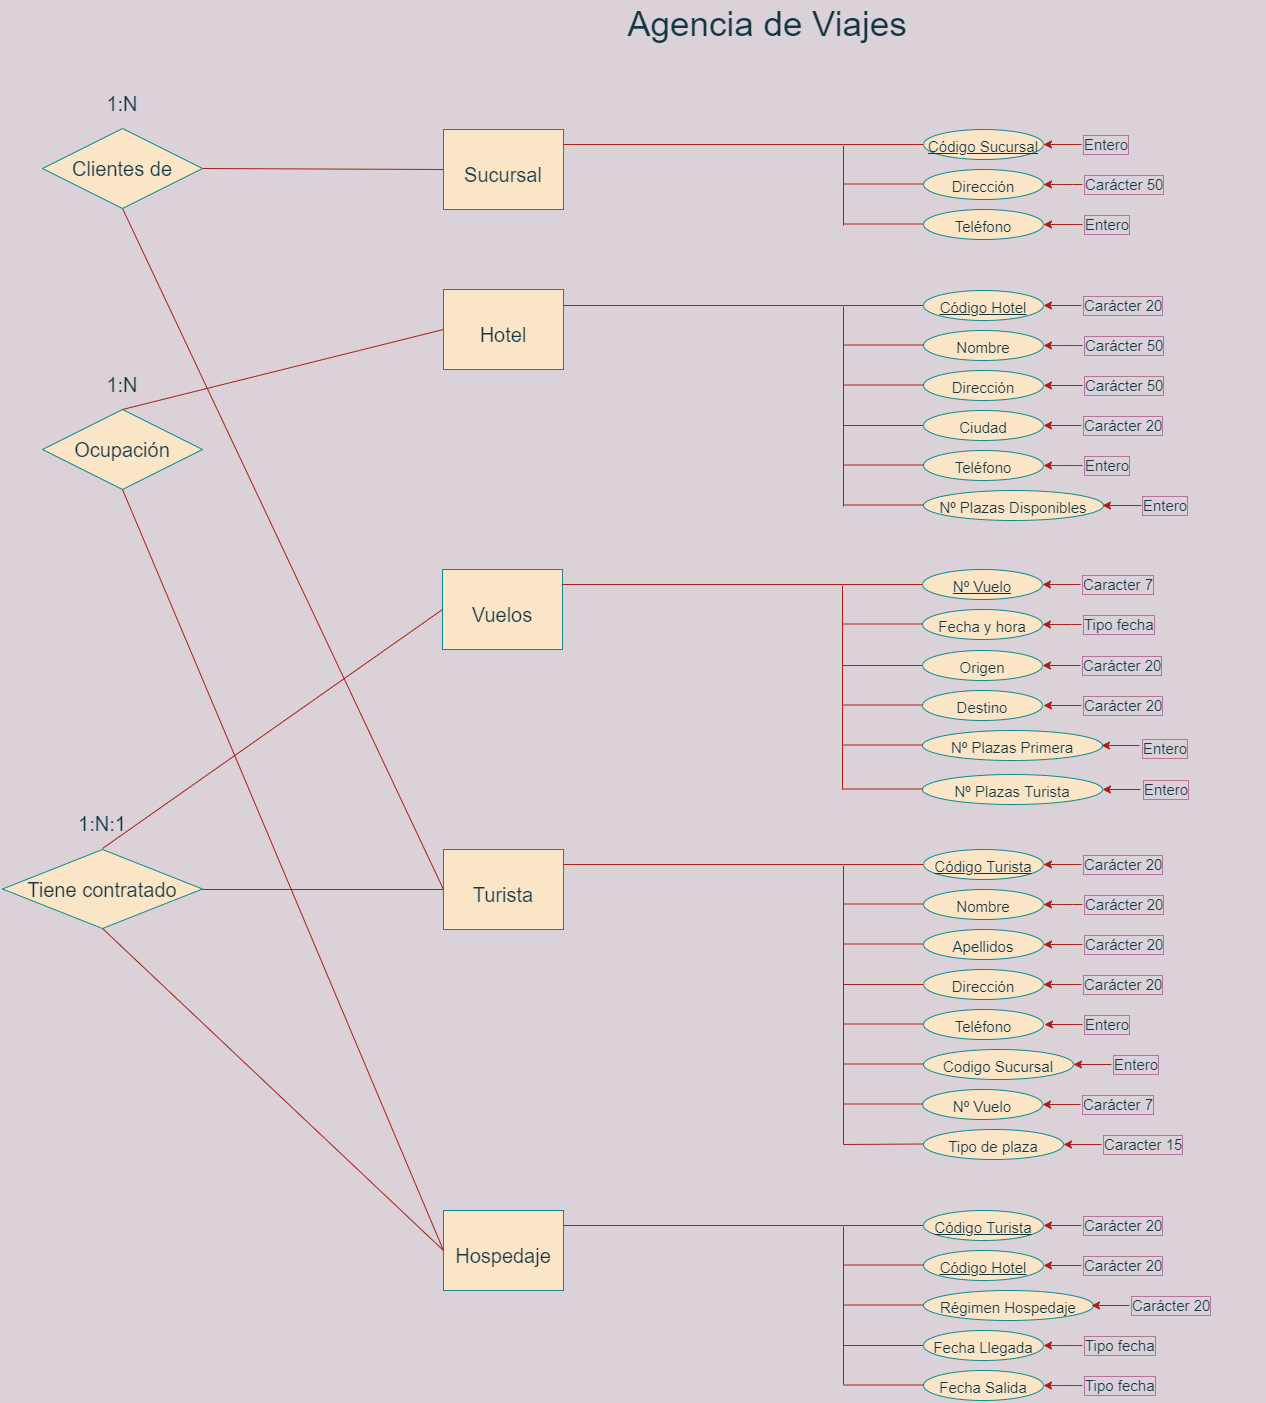 Agencia de Viajes
1:N
Clientes de
Sucursal
Código Sucursal
Entero
Dirección
Carácter 50
Teléfono
Entero
Hotel
Código Hotel
Carácter 20
Nombre
Carácter 50
Dirección
Carácter 50
Ciudad
Carácter 20
Teléfono
Entero
Nº Plazas Disponibles
Entero
1:N
Ocupación
Vuelos
Nº Vuelo
Caracter 7
Fecha y hora
Tipo fecha
Origen
Carácter 20
Destino
Carácter 20
Nº Plazas Primera
Entero
Nº Plazas Turista
Entero
1:N:1
Tiene contratado
Turista
Código Turista
Carácter 20
Nombre
Carácter 20
Apellidos
Carácter 20
Dirección
Carácter 20
Teléfono
Entero
Codigo Sucursal
Entero
Nº Vuelo
Carácter 7
Tipo de plaza
Caracter 15
Hospedaje
Código Turista
Carácter 20
Código Hotel
Carácter 20
Régimen Hospedaje
Carácter 20
Fecha Llegada
Tipo fecha
Fecha Salida
Tipo fecha